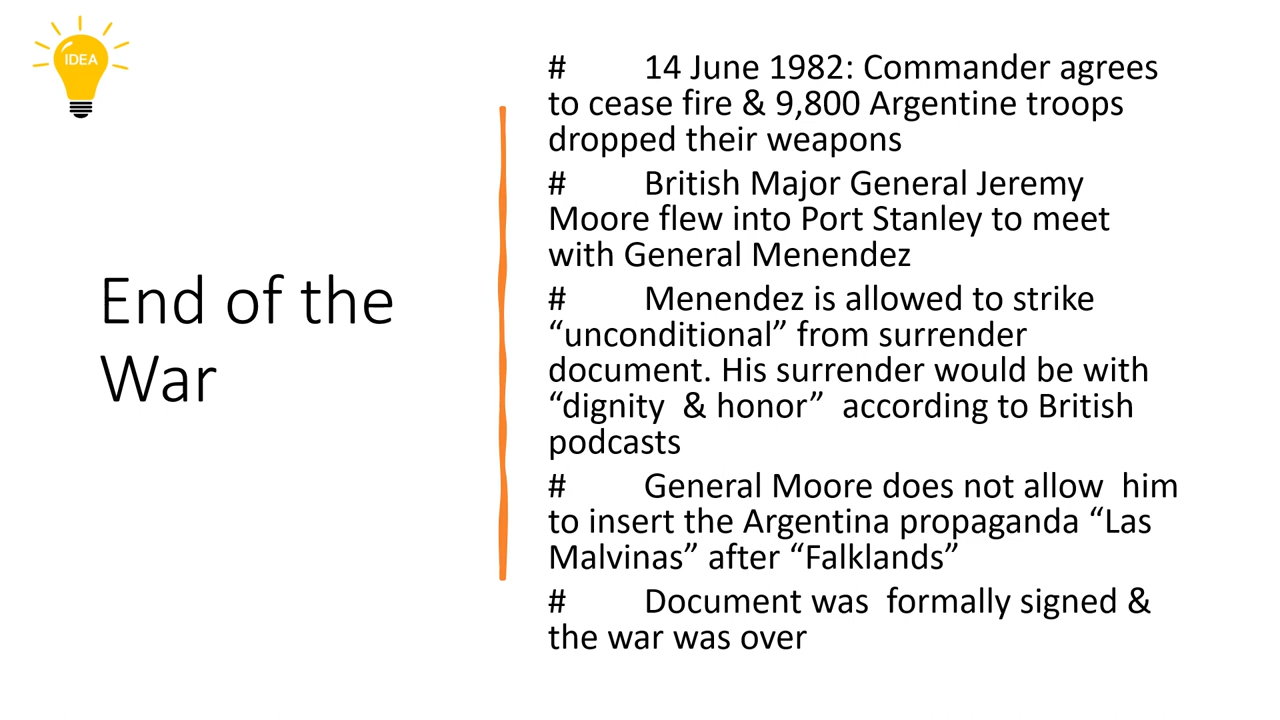 IDEA
End of the
War
# 14 June 1982: Commander agrees
to cease fire & 9,800 Argentine troops
dropped their weapons
# British Major General Jeremy
Moore flew into Port Stanley to meet
with General Menendez
# Menendez is allowed to strike
“unconditional” from surrender
document. His surrender would be with
“dignity & honor” according to British
podcasts
# General Moore does not allow him
to insert the Argentina propaganda “Las
Malvinas” after “Falklands”
# Document was formally signed &
the war was over